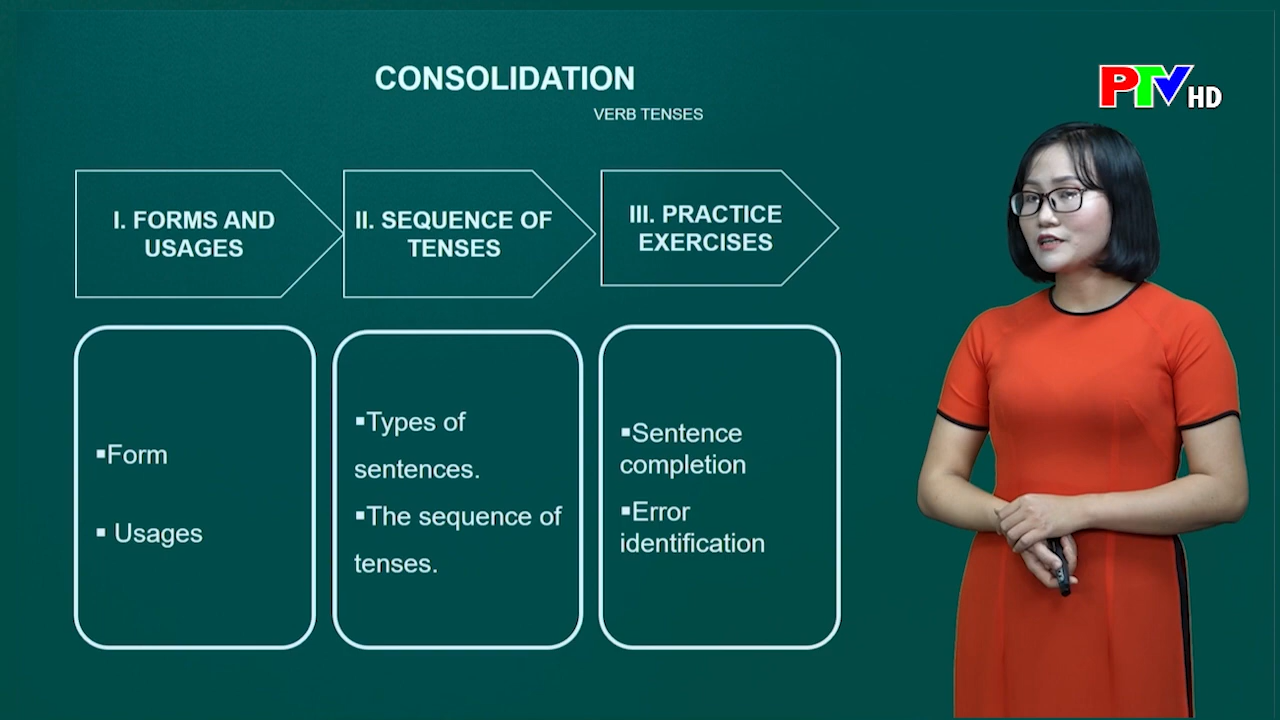 CONSOLIDATION
VERB TENSES
PTV HD
I. FORMS AND
USAGES
II. SEQUENCE OF
TENSES
III. PRACTICE
EXERCISES
▪Form
▪ Usages
▪Types of
sentences.
▪The sequence of
tenses.
▪Sentence
completion
▪Error
identification